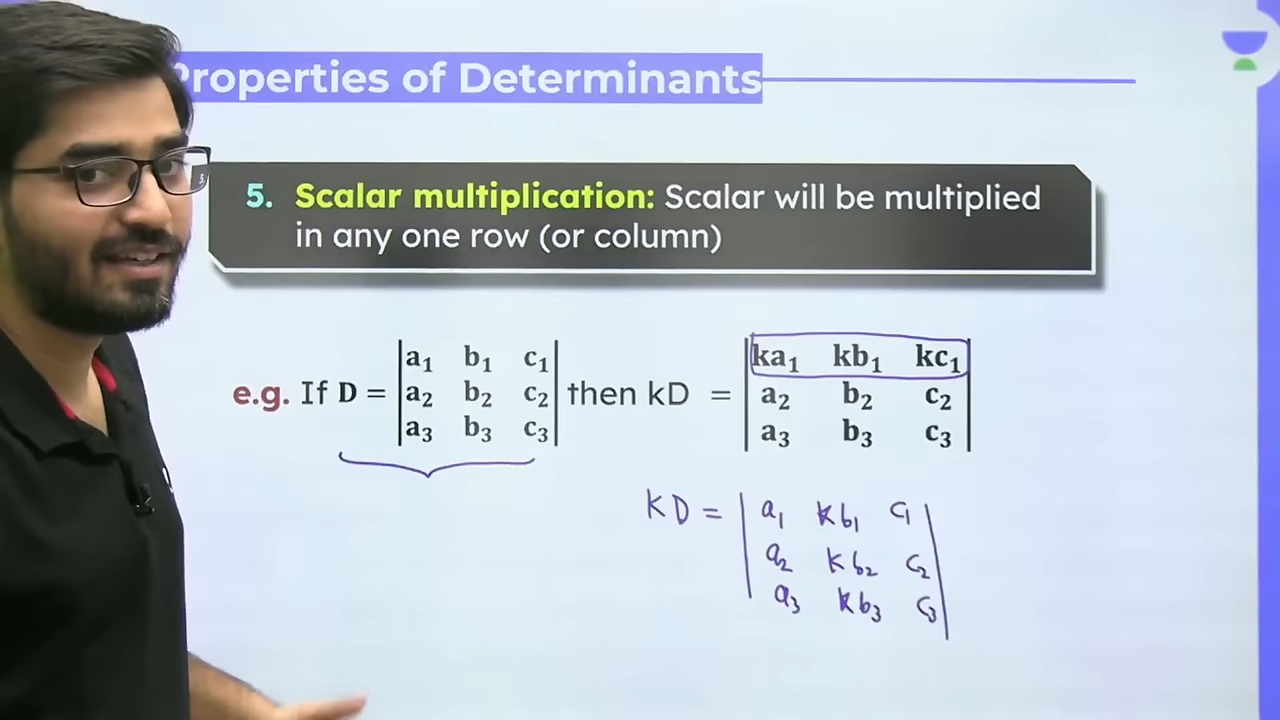 Properties of Determinants
5. Scalar multiplication: Scalar will be multiplied
in any one row (or column)
e.g. If D = |a₁ b₁ c₁| then kD = |ka₁ kb₁ kc₁|
|a₂ b₂ c₂| |a₂ b₂ c₂|
|a₃ b₃ c₃| |a₃ b₃ c₃|
KD = |a₁ Kb₁ c₁|
|a₂ Kb₂ c₂|
|a₃ Kb₃ c₃|